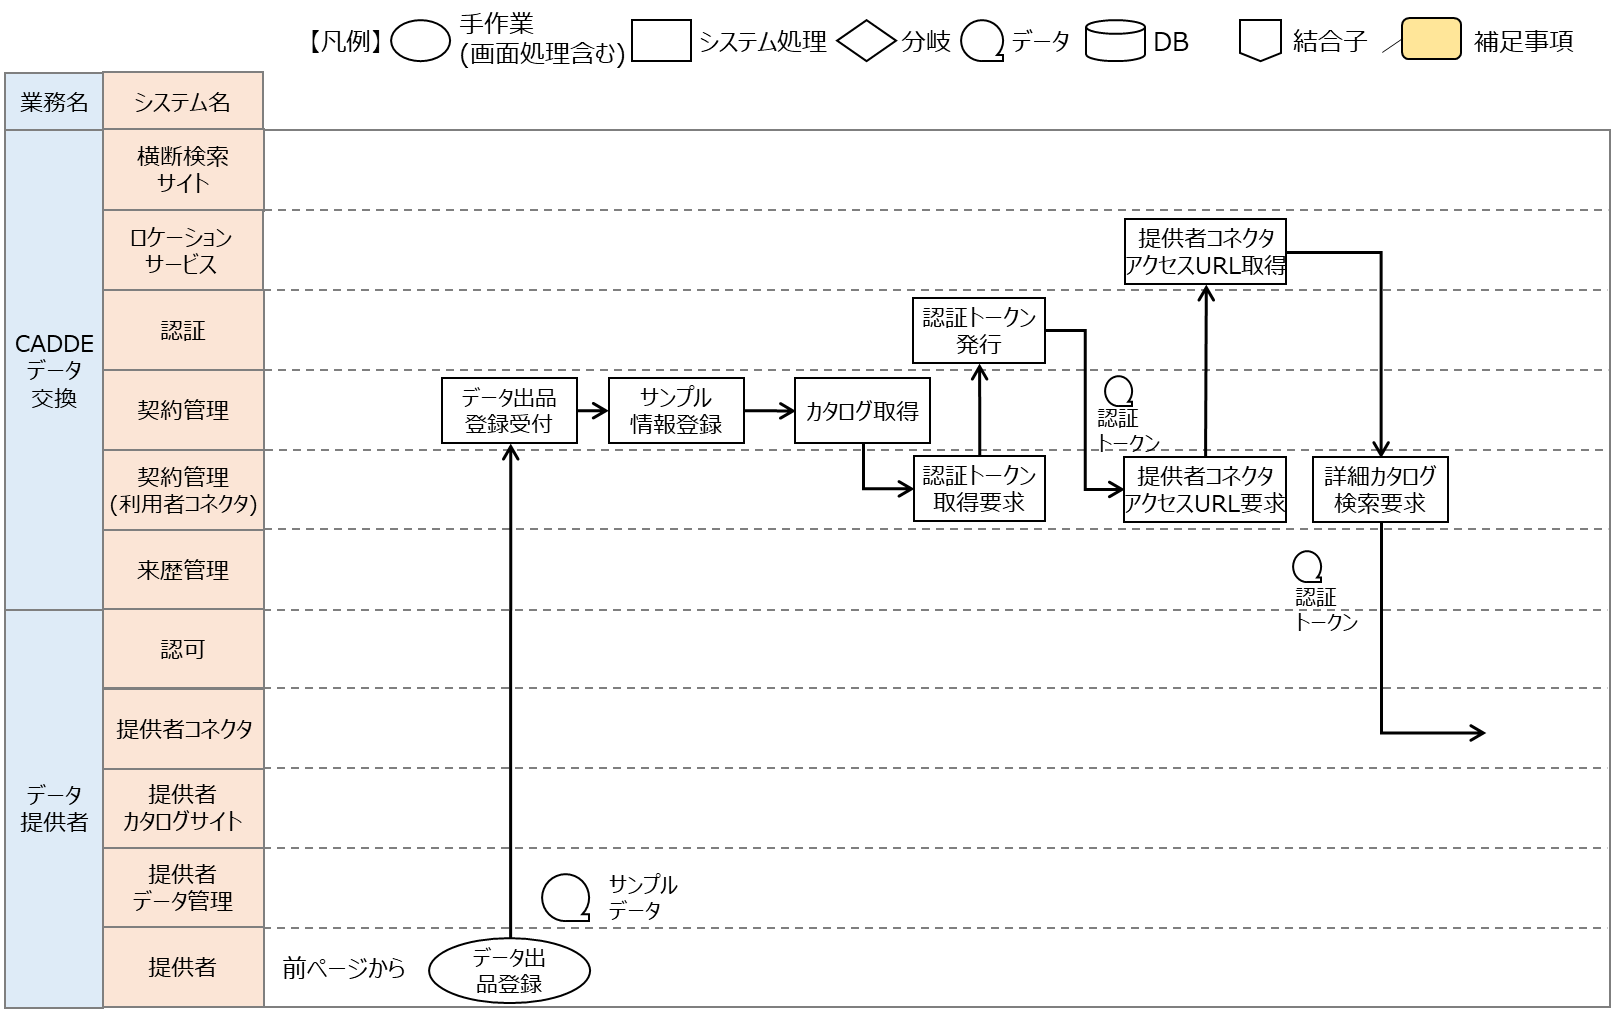 【凡例】
手作業
(画面処理含む)
システム処理
分岐
データ
DB
結合子
補足事項
業務名
システム名
CADDE
データ
交換
横断検索
サイト
ロケーション
サービス
提供者コネクタ
アクセスURL取得
認証
認証トークン
発行
契約管理
データ出品
登録受付
サンプル
情報登録
カタログ取得
認証
トークン
契約管理
(利用者コネクタ)
認証トークン
取得要求
提供者コネクタ
アクセスURL要求
詳細カタログ
検索要求
来歴管理
認証
トークン
データ
提供者
認可
提供者コネクタ
提供者
カタログサイト
提供者
データ管理
サンプル
データ
提供者
前ページから
データ出
品登録